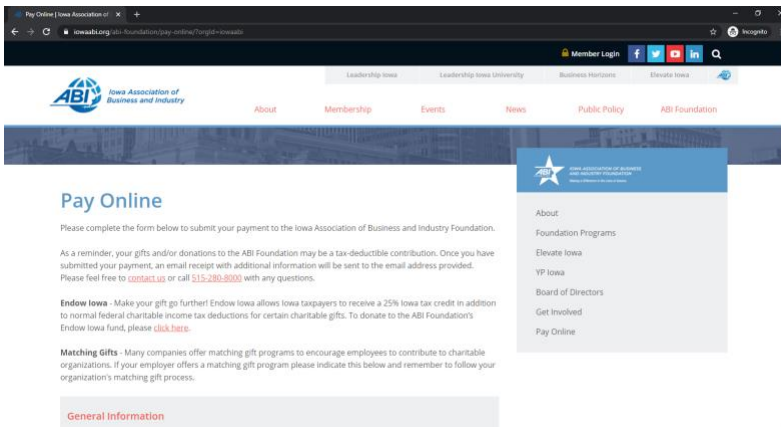 Pay Online | Iowa Association of
Incognito
iowaabi.org/abi-foundation/pay-online/?orgid=iowaabi
Member Login
Leadership Iowa
Leadership Iowa University
Business Horizons
Elevate Iowa
ABI
Iowa Association of
Business and Industry
About
Membership
Events
News
Public Policy
ABI Foundation
ABI
IOWA ASSOCIATION OF BUSINESS
AND INDUSTRY FOUNDATION
Pay Online
Please complete the form below to submit your payment to the Iowa Association of Business and Industry Foundation.
As a reminder, your gifts and/or donations to the ABI Foundation may be a tax-deductible contribution. Once you have
submitted your payment, an email receipt with additional information will be sent to the email address provided.
Please feel free to contact us or call 515-280-8000 with any questions.
Endow Iowa - Make your gift go further! Endow Iowa allows Iowa taxpayers to receive a 25% Iowa tax credit in addition
to normal federal charitable income tax deductions for certain charitable gifts. To donate to the ABI Foundation's
Endow Iowa fund, please click here.
Matching Gifts - Many companies offer matching gift programs to encourage employees to contribute to charitable
organizations. If your employer offers a matching gift program please indicate this below and remember to follow your
organization's matching gift process.
General Information
About
Foundation Programs
Elevate Iowa
YP Iowa
Board of Directors
Get Involved
Pay Online